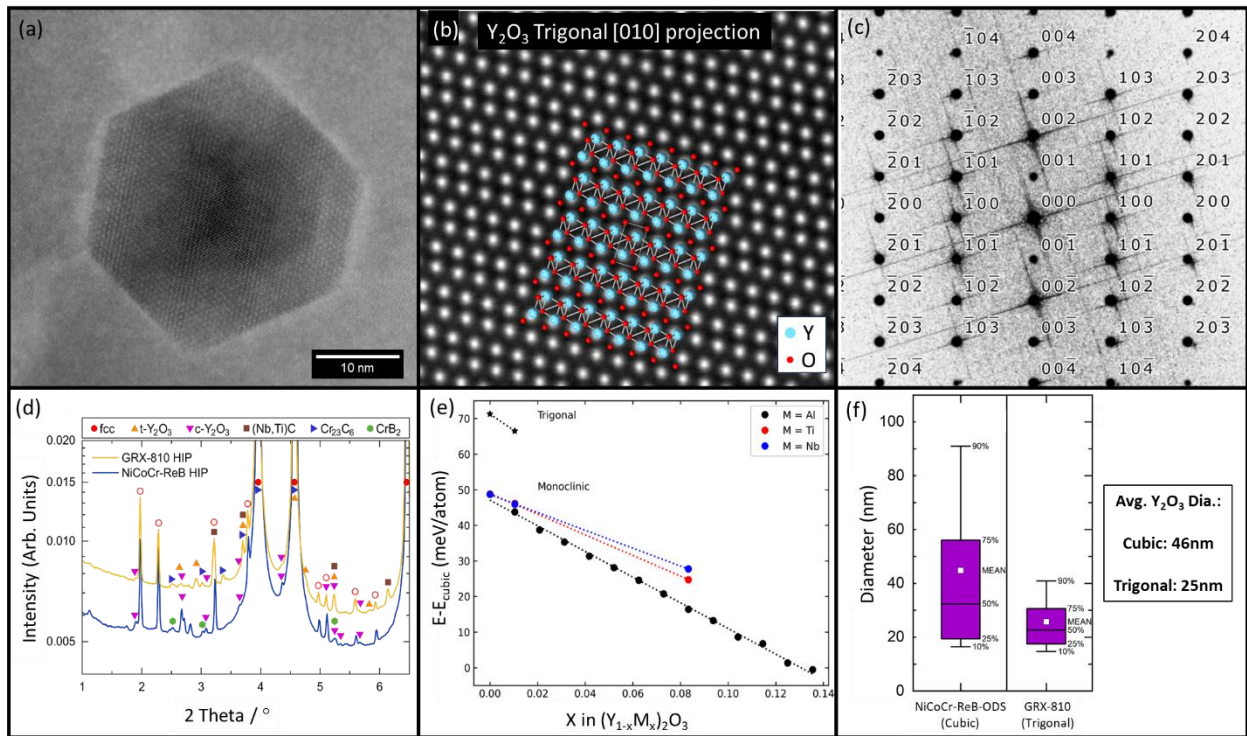 (a)
10 nm
(b) Y₂O₃ Trigonal [010] projection
Y
O
(c)
1̄04 004 104 204
2̄03 1̄03 003 103 203
2̄02 1̄02 002 102 202
2̄01 1̄01 001 101 201
2̄00 1̄00 100 200
2̄01̄ 1̄01̄ 001̄ 101̄ 201̄
2̄02̄ 1̄02̄ 002̄ 102̄ 202̄
2̄03̄ 1̄03̄ 003̄ 103̄ 203̄
2̄04̄ 1̄04̄ 004̄ 104̄
(d)
fcc t-Y₂O₃ c-Y₂O₃ (Nb,Ti)C Cr₂₃C₆ CrB₂
GRX-810 HIP
NiCoCr-ReB HIP
0.020
0.015
0.010
0.005
Intensity (Arb. Units)
1 2 3 4 5 6
2 Theta / °
(e)
Trigonal
Monoclinic
M = Al
M = Ti
M = Nb
70
60
50
40
30
20
10
0
E-E_cubic (meV/atom)
0.00 0.02 0.04 0.06 0.08 0.10 0.12 0.14
X in (Y₁₋ₓMₓ)₂O₃
(f)
100
80
60
40
20
0
Diameter (nm)
90%
75%
MEAN
50%
25%
10%
90%
75%
MEAN
50%
25%
10%
NiCoCr-ReB-ODS
(Cubic)
GRX-810
(Trigonal)
Avg. Y₂O₃ Dia.:
Cubic: 46nm
Trigonal: 25nm